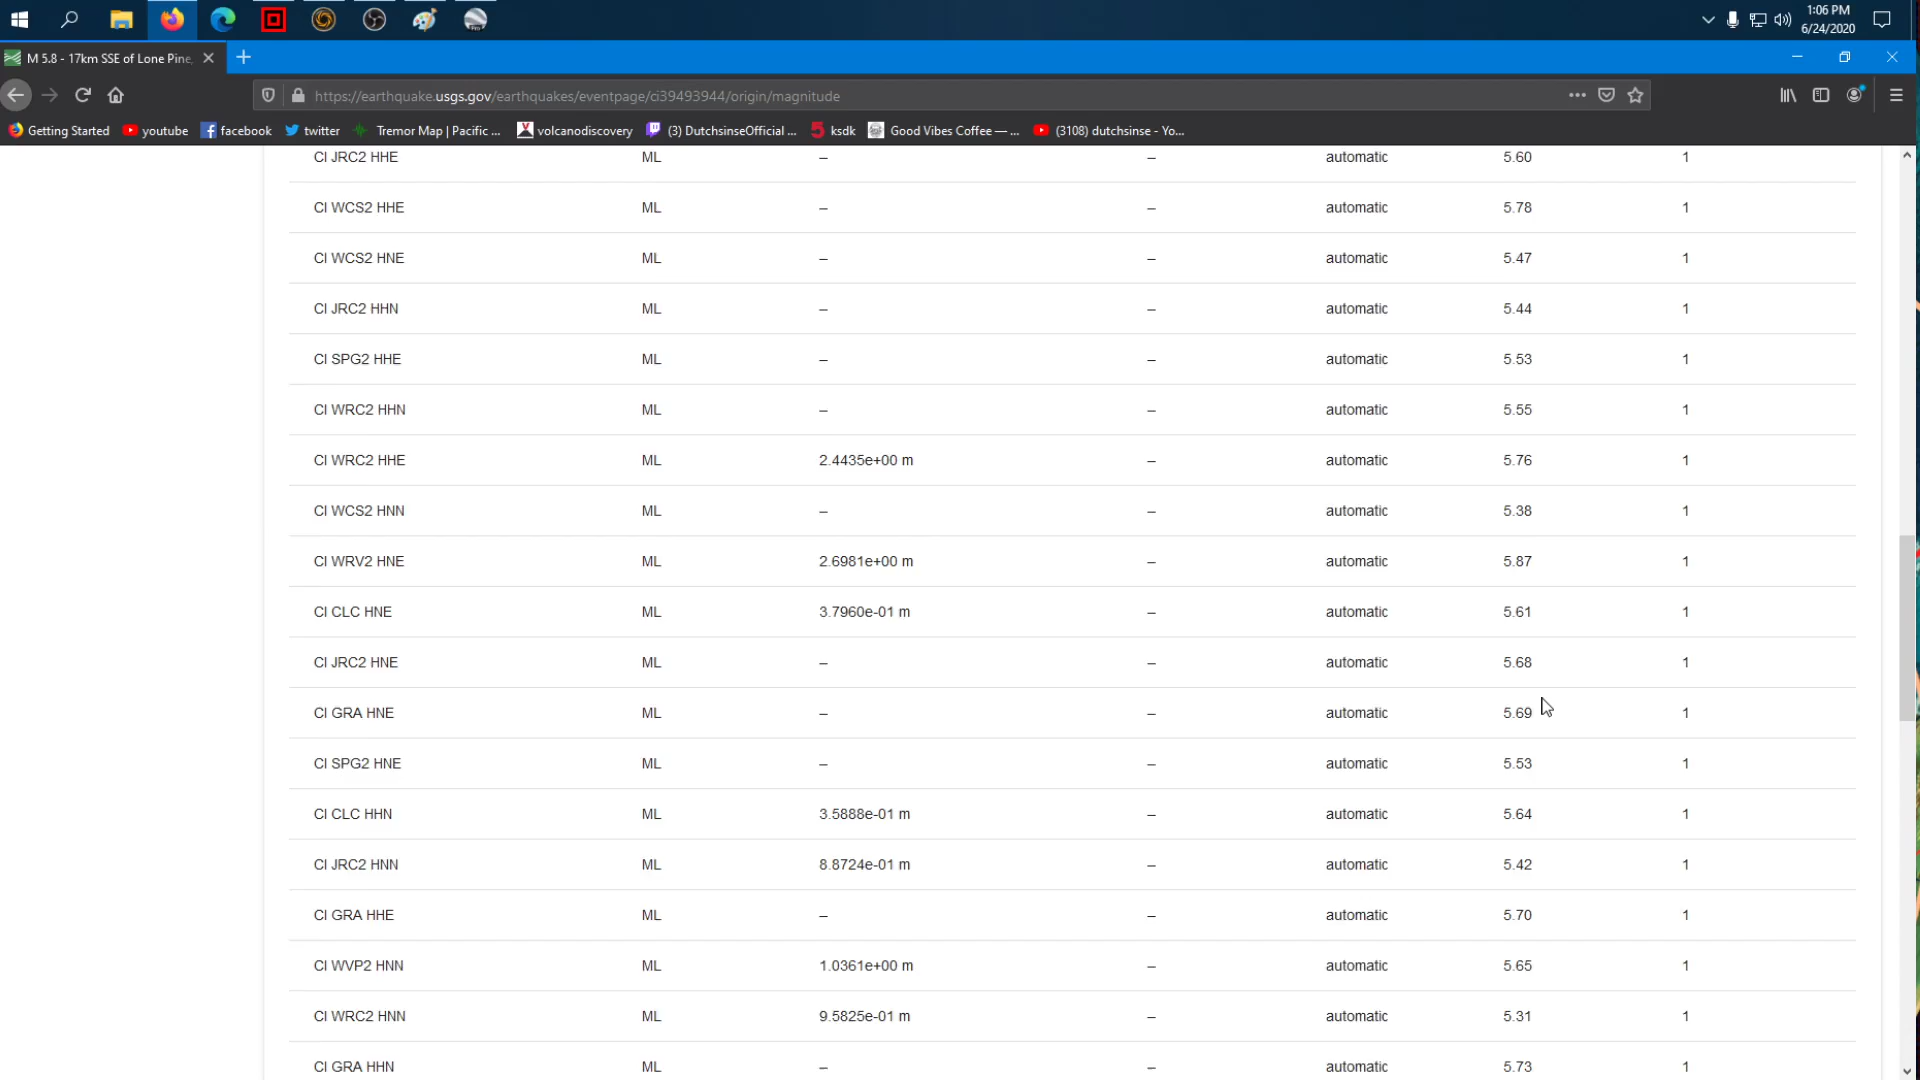 1:06 PM
6/24/2020
M 5.8 - 17km SSE of Lone Pine,
https://earthquake.usgs.gov/earthquakes/eventpage/ci39493944/origin/magnitude
Getting Started youtube facebook twitter Tremor Map | Pacific ... volcanodiscovery (3) DutchsinseOfficial ... 5 ksdk Good Vibes Coffee — ... (3108) dutchsinse - Yo...
CI JRC2 HHE ML – – automatic 5.60 1
CI WCS2 HHE ML – – automatic 5.78 1
CI WCS2 HNE ML – – automatic 5.47 1
CI JRC2 HHN ML – – automatic 5.44 1
CI SPG2 HHE ML – – automatic 5.53 1
CI WRC2 HHN ML – – automatic 5.55 1
CI WRC2 HHE ML 2.4435e+00 m – automatic 5.76 1
CI WCS2 HNN ML – – automatic 5.38 1
CI WRV2 HNE ML 2.6981e+00 m – automatic 5.87 1
CI CLC HNE ML 3.7960e-01 m – automatic 5.61 1
CI JRC2 HNE ML – – automatic 5.68 1
CI GRA HNE ML – – automatic 5.69 1
CI SPG2 HNE ML – – automatic 5.53 1
CI CLC HHN ML 3.5888e-01 m – automatic 5.64 1
CI JRC2 HNN ML 8.8724e-01 m – automatic 5.42 1
CI GRA HHE ML – – automatic 5.70 1
CI WVP2 HNN ML 1.0361e+00 m – automatic 5.65 1
CI WRC2 HNN ML 9.5825e-01 m – automatic 5.31 1
CI GRA HHN ML – – automatic 5.73 1